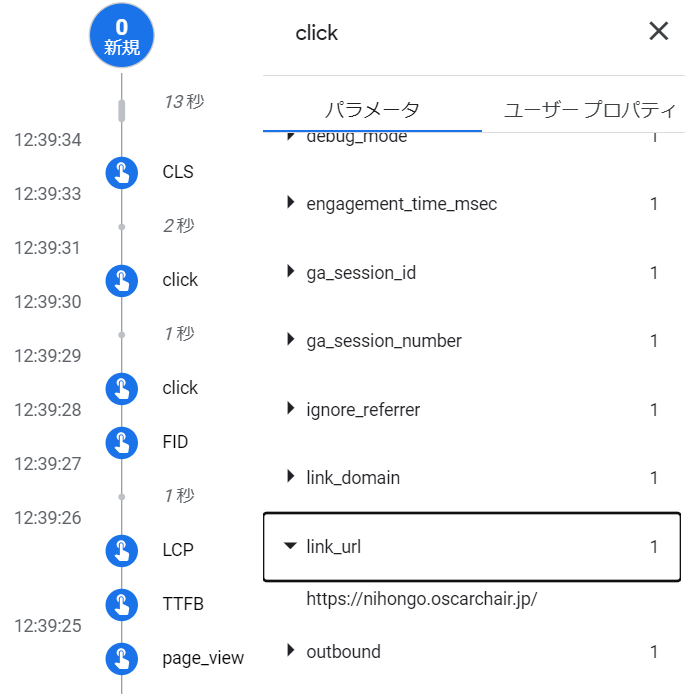 0
新規
13 秒
12:39:34
CLS
12:39:33
2 秒
12:39:31
click
12:39:30
1 秒
12:39:29
click
12:39:28
FID
12:39:27
1 秒
12:39:26
LCP
TTFB
12:39:25
page_view
click
パラメータ ユーザー プロパティ
debug_mode 1
engagement_time_msec 1
ga_session_id 1
ga_session_number 1
ignore_referrer 1
link_domain 1
link_url 1
https://nihongo.oscarchair.jp/
outbound 1